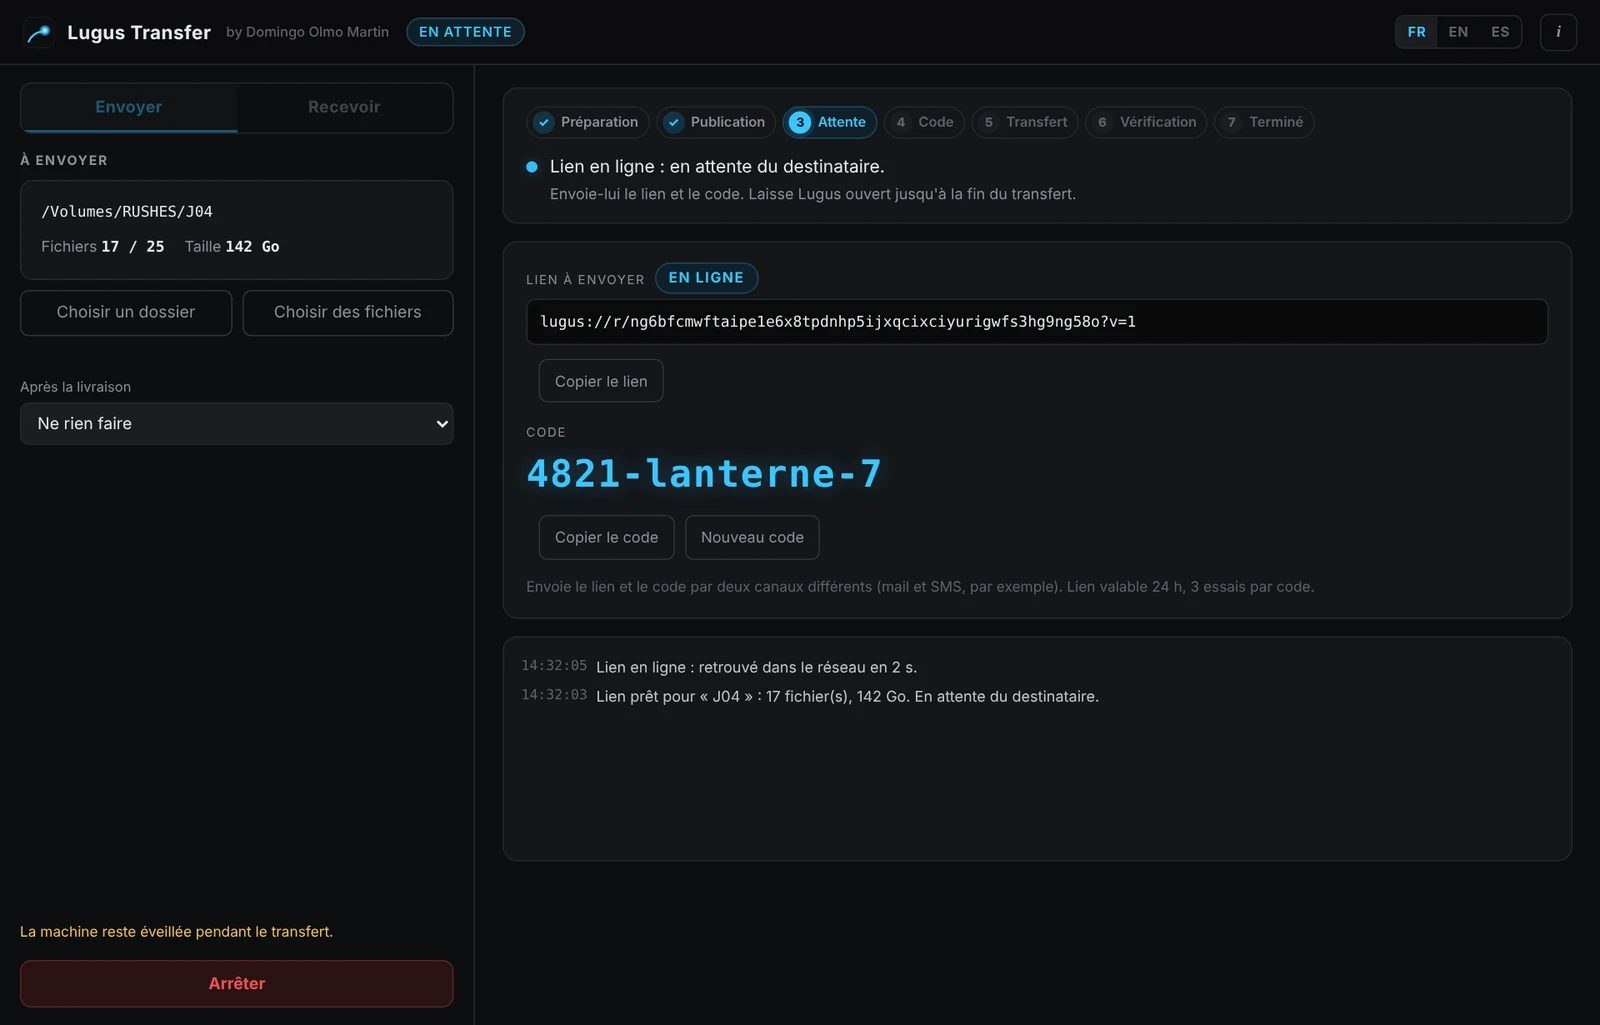 Lugus Transfer by Domingo Olmo Martin EN ATTENTE FR EN ES i
Envoyer Recevoir
À ENVOYER
/Volumes/RUSHES/J04
Fichiers 17 / 25 Taille 142 Go
Choisir un dossier Choisir des fichiers
Après la livraison
Ne rien faire
La machine reste éveillée pendant le transfert.
Arrêter
Préparation Publication 3 Attente 4 Code 5 Transfert 6 Vérification 7 Terminé
Lien en ligne : en attente du destinataire.
Envoie-lui le lien et le code. Laisse Lugus ouvert jusqu'à la fin du transfert.
LIEN À ENVOYER EN LIGNE
lugus://r/ng6bfcmwftaipe1e6x8tpdnhp5ijxqcixciyurigwfs3hg9ng58o?v=1
Copier le lien
CODE
4821-lanterne-7
Copier le code Nouveau code
Envoie le lien et le code par deux canaux différents (mail et SMS, par exemple). Lien valable 24 h, 3 essais par code.
14:32:05 Lien en ligne : retrouvé dans le réseau en 2 s.
14:32:03 Lien prêt pour « J04 » : 17 fichier(s), 142 Go. En attente du destinataire.